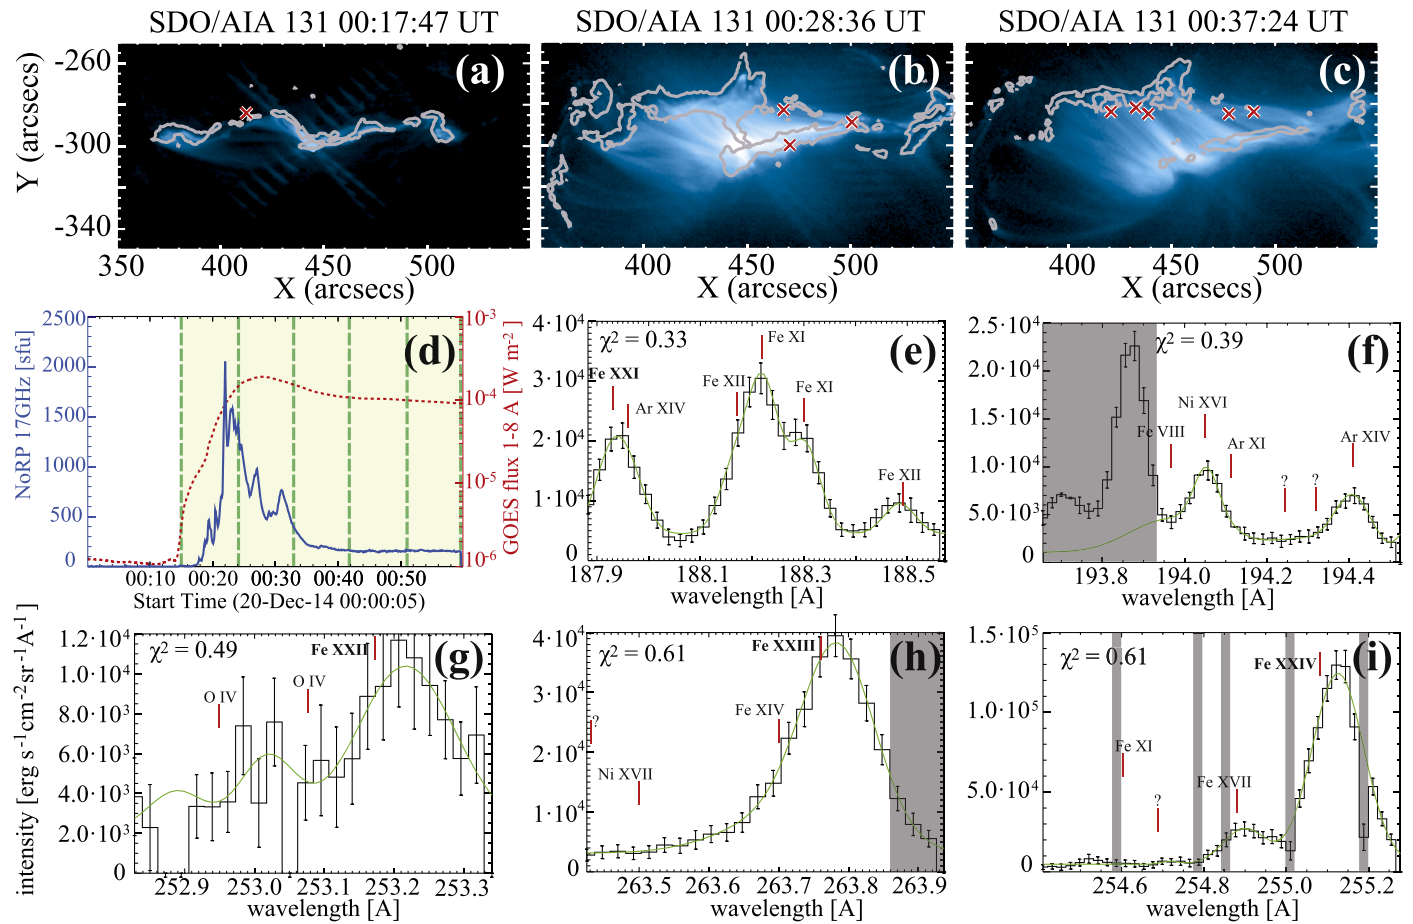 SDO/AIA 131 00:17:47 UT
SDO/AIA 131 00:28:36 UT
SDO/AIA 131 00:37:24 UT
(a)
(b)
(c)
-260
-300
-340
Y (arcsecs)
350 400 450 500
400 450 500
400 450 500
X (arcsecs)
X (arcsecs)
X (arcsecs)
(d)
2500
2000
1500
1000
500
0
NoRP 17GHz [sfu]
10-3
10-4
10-5
10-6
GOES flux 1-8 A [W m-2]
00:10 00:20 00:30 00:40 00:50
Start Time (20-Dec-14 00:00:05)
(e)
χ2 = 0.33
4·104
3·104
2·104
1·104
0
Fe XXI
Ar XIV
Fe XII
Fe XI
Fe XI
Fe XII
187.9 188.1 188.3 188.5
wavelength [A]
(f)
χ2 = 0.39
2.5·104
2.0·104
1.5·104
1.0·104
5.0·103
0
Fe VIII
Ni XVI
Ar XI
?
?
Ar XIV
193.8 194.0 194.2 194.4
wavelength [A]
(g)
χ2 = 0.49
1.2·104
1.0·104
8.0·103
6.0·103
4.0·103
2.0·103
0
intensity [erg s-1cm-2sr-1A-1]
O IV
O IV
Fe XXII
252.9 253.0 253.1 253.2 253.3
wavelength [A]
(h)
χ2 = 0.61
4·104
3·104
2·104
1·104
0
?
Ni XVII
Fe XIV
Fe XXIII
263.5 263.6 263.7 263.8 263.9
wavelength [A]
(i)
χ2 = 0.61
1.5·105
1.0·105
5.0·104
0
Fe XI
?
Fe XVII
Fe XXIV
254.6 254.8 255.0 255.2
wavelength [A]